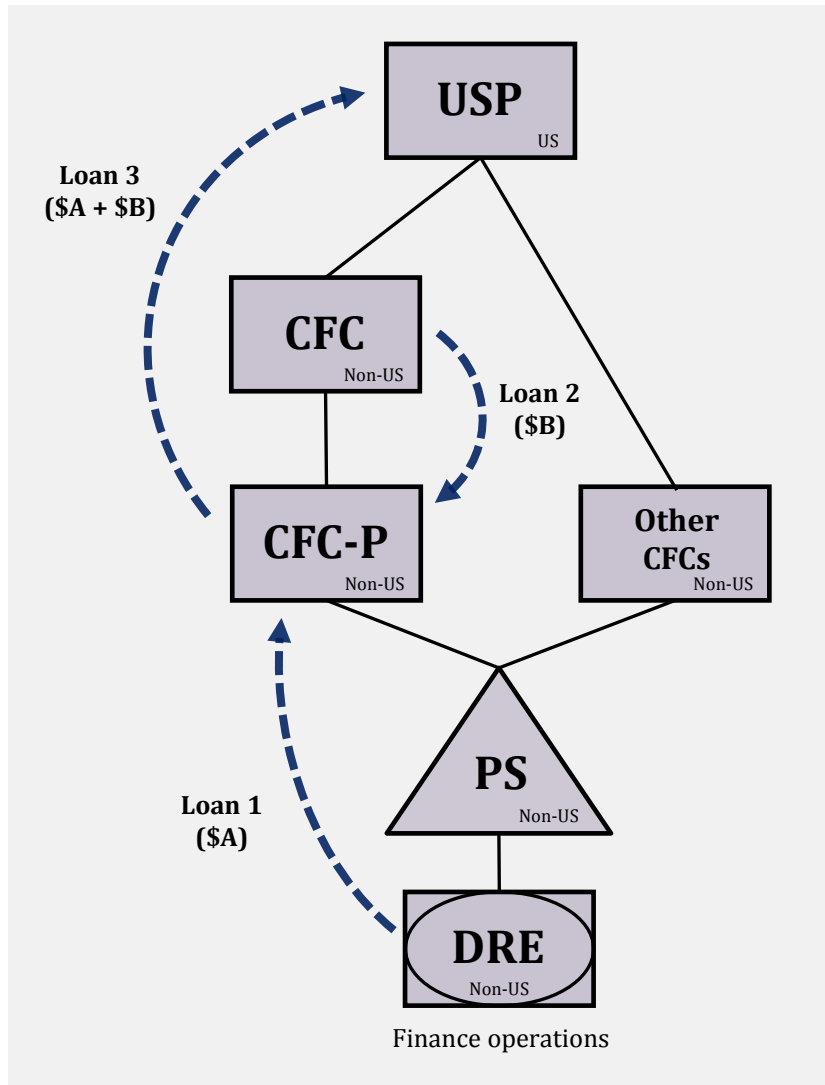 USP
US
Loan 3
($A + $B)
CFC
Non-US
Loan 2
($B)
CFC-P
Non-US
Other
CFCs
Non-US
PS
Non-US
Loan 1
($A)
DRE
Non-US
Finance operations